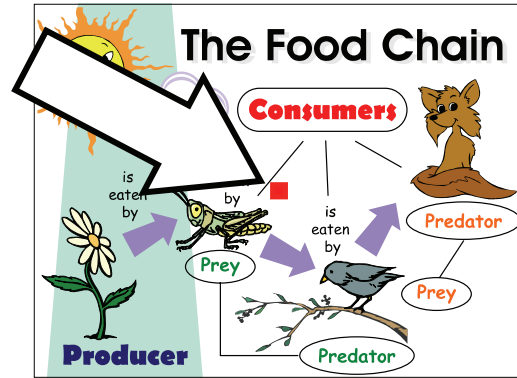 The Food Chain
Consumers
is
eaten
by
by
is
eaten
by
Predator
Prey
Prey
Producer
Predator